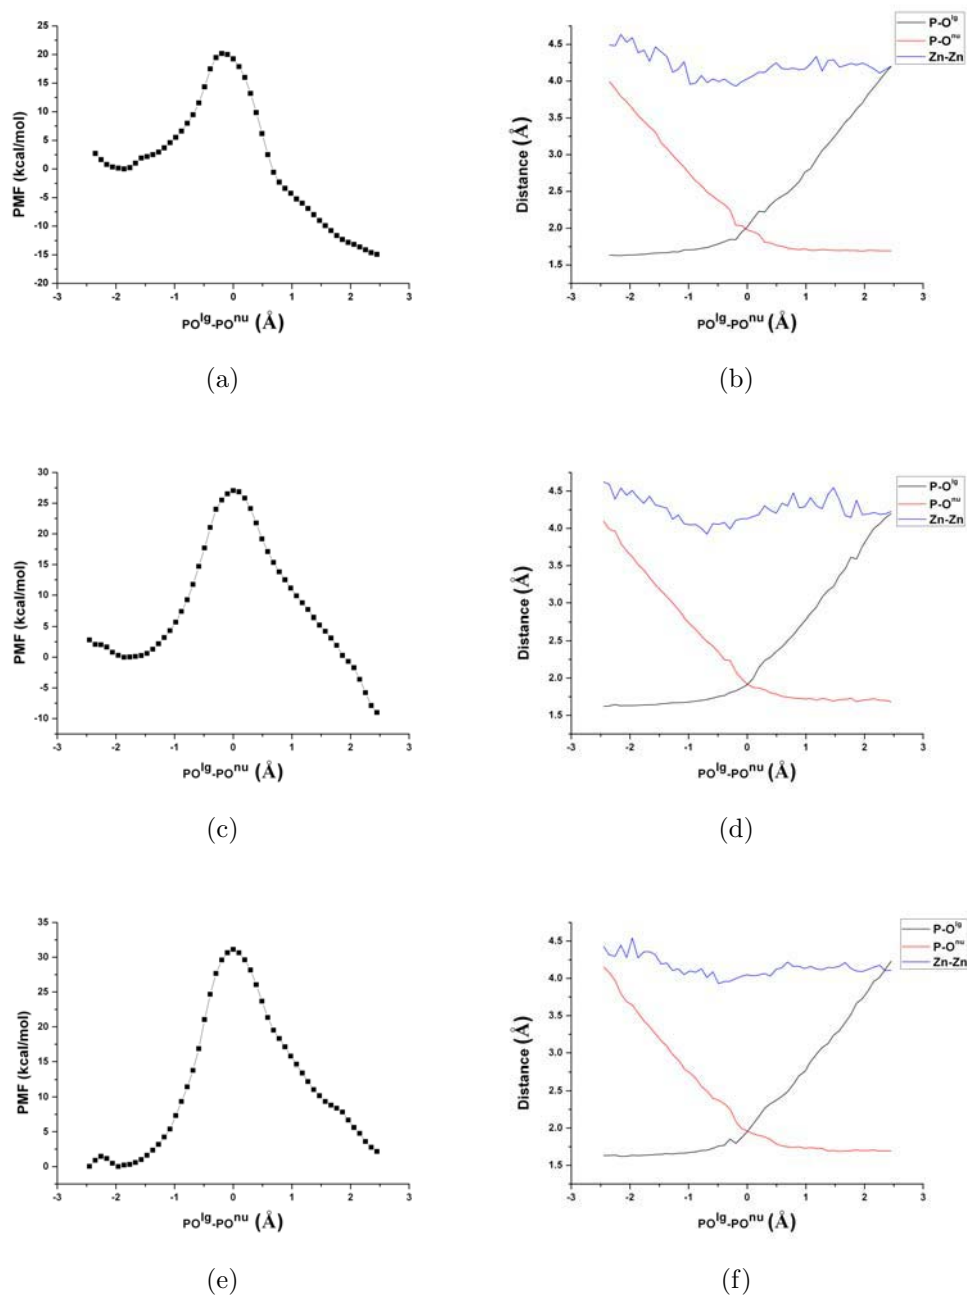 25
20
15
10
5
0
-5
-10
-15
-20
PMF (kcal/mol)
-3 -2 -1 0 1 2 3
PO^lg-PO^nu (Å)
(a)
P-O^lg
P-O^nu
Zn-Zn
4.5
4.0
3.5
3.0
2.5
2.0
1.5
Distance (Å)
-3 -2 -1 0 1 2 3
PO^lg-PO^nu (Å)
(b)
30
25
20
15
10
5
0
-5
-10
PMF (kcal/mol)
-3 -2 -1 0 1 2 3
PO^lg-PO^nu (Å)
(c)
P-O^lg
P-O^nu
Zn-Zn
4.5
4.0
3.5
3.0
2.5
2.0
1.5
Distance (Å)
-3 -2 -1 0 1 2 3
PO^lg-PO^nu (Å)
(d)
35
30
25
20
15
10
5
0
PMF (kcal/mol)
-3 -2 -1 0 1 2 3
PO^lg-PO^nu (Å)
(e)
P-O^lg
P-O^nu
Zn-Zn
4.5
4.0
3.5
3.0
2.5
2.0
1.5
Distance (Å)
-3 -2 -1 0 1 2 3
PO^lg-PO^nu (Å)
(f)